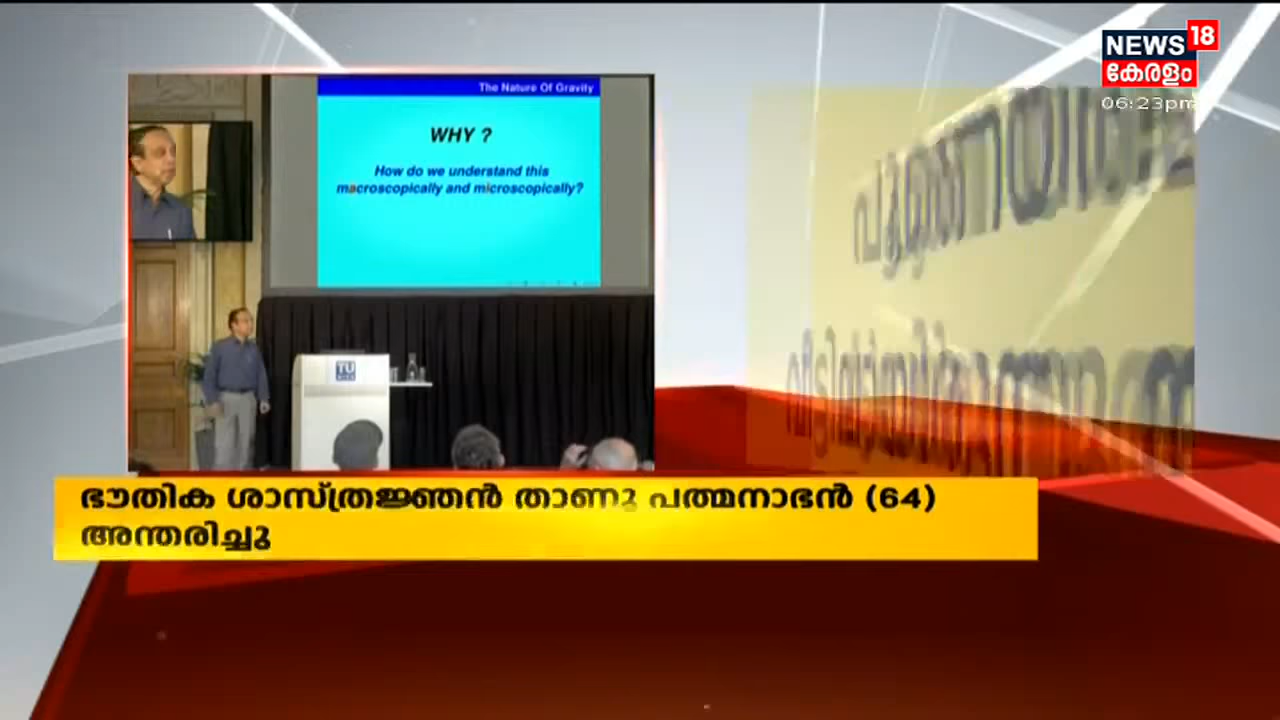 NEWS 18
കേരളം
06:23pm
The Nature Of Gravity
WHY ?
How do we understand this
macroscopically and microscopically?
TU
ഭൗതിക ശാസ്ത്രജ്ഞൻ താണു പത്മനാഭൻ (64)
അന്തരിച്ചു